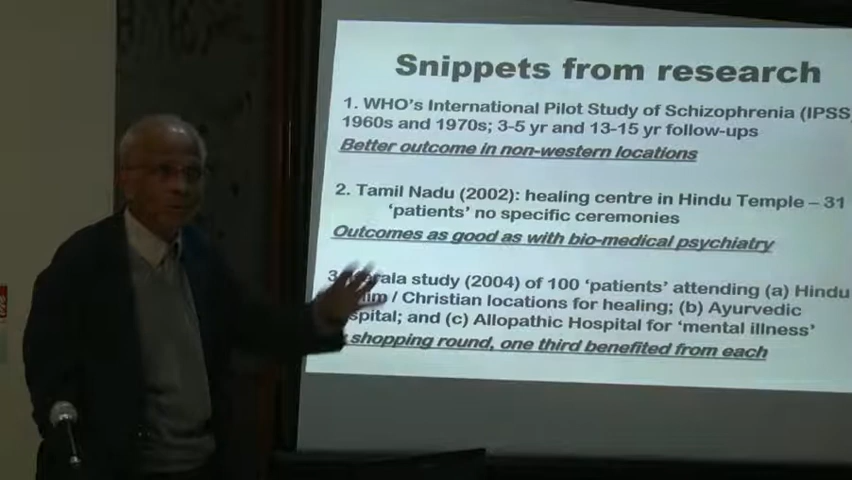 Snippets from research
1. WHO's International Pilot Study of Schizophrenia (IPSS
1960s and 1970s; 3-5 yr and 13-15 yr follow-ups
Better outcome in non-western locations
2. Tamil Nadu (2002): healing centre in Hindu Temple – 31
'patients' no specific ceremonies
Outcomes as good as with bio-medical psychiatry
3 rala study (2004) of 100 'patients' attending (a) Hindu
lim / Christian locations for healing; (b) Ayurvedic
spital; and (c) Allopathic Hospital for 'mental illness'
shopping round, one third benefited from each